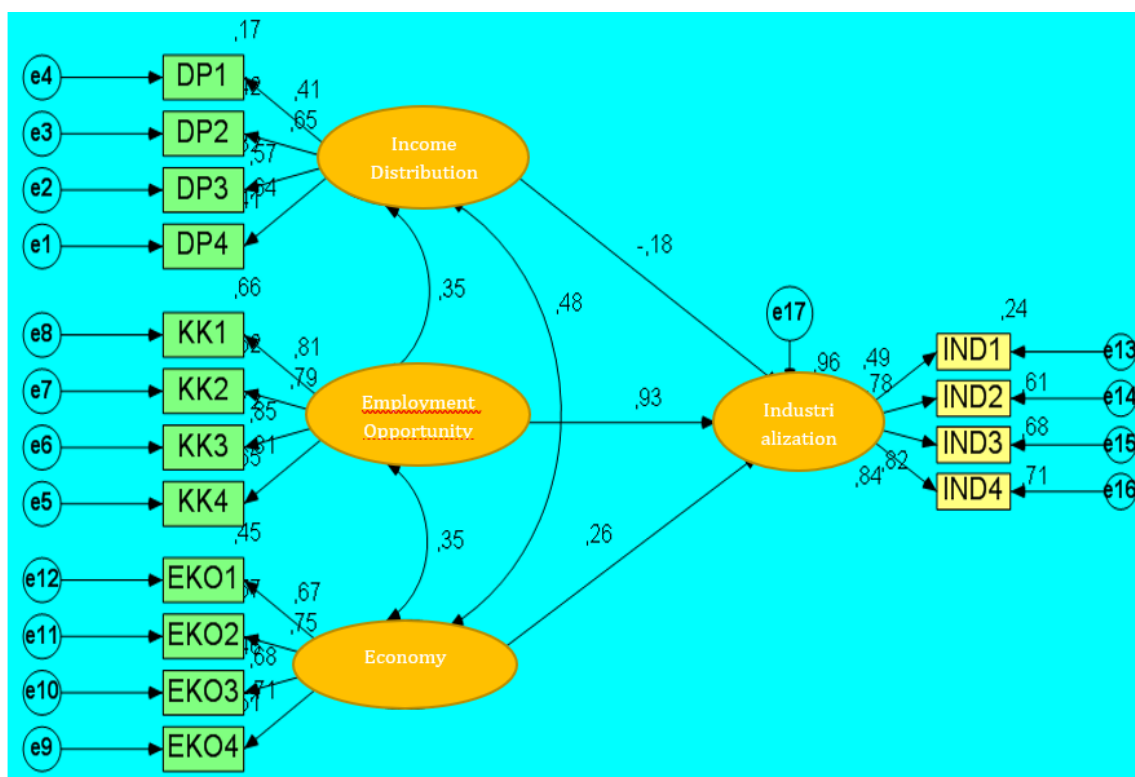 ,17
e4
DP1
,41
e3
DP2
,65
e2
DP3
,57
e1
DP4
,64
Income
Distribution
-,18
,35
,48
,66
e8
KK1
,81
e7
KK2
,79
e6
KK3
,85
e5
KK4
,81
Employment
Opportunity
,93
e17
,96
Industri
alization
,49
,78
,82
,84
,24
IND1
e13
IND2
,61
e14
IND3
,68
e15
IND4
,71
e16
,35
,26
,45
e12
EKO1
,67
e11
EKO2
,75
e10
EKO3
,68
e9
EKO4
,71
Economy